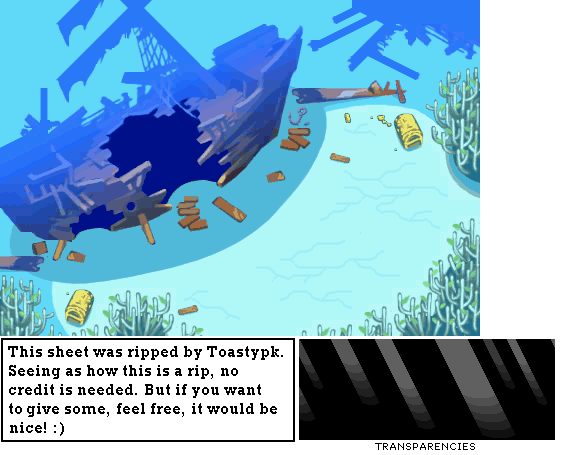 This sheet was ripped by Toastypk.
Seeing as how this is a rip, no
credit is needed. But if you want
to give some, feel free, it would be
nice! :)
TRANSPARENCIES